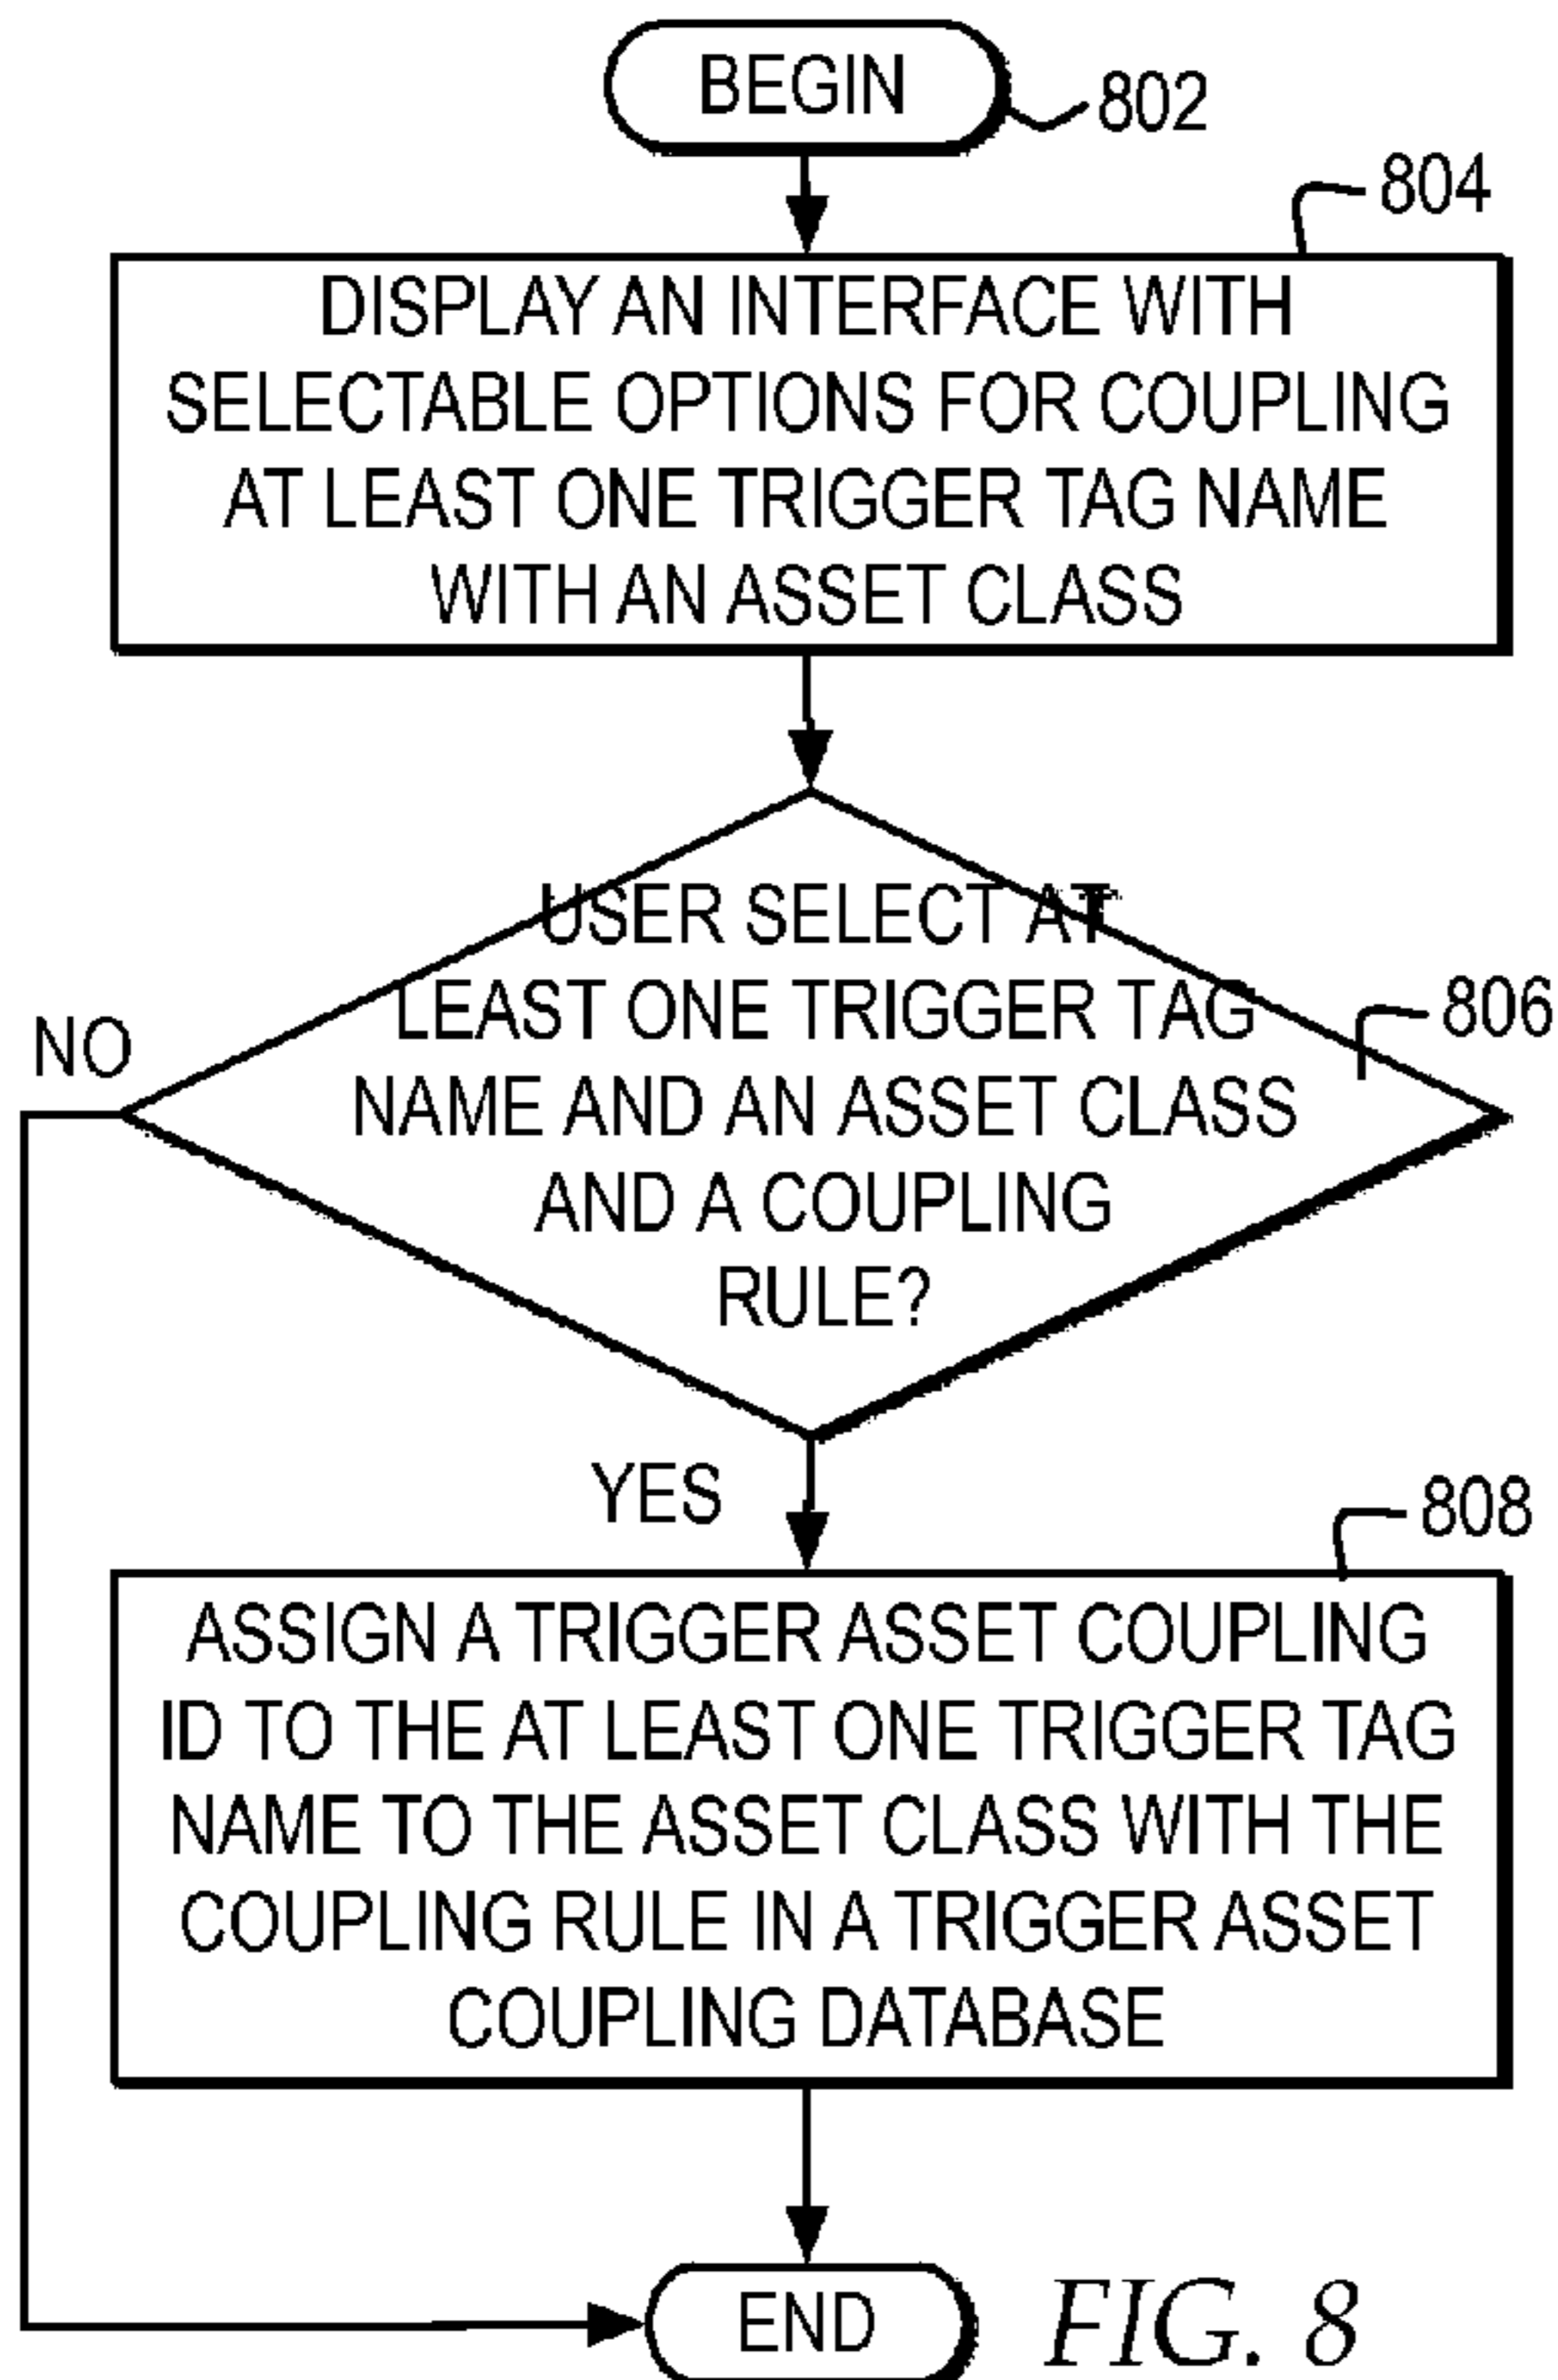 BEGIN
802
804
DISPLAY AN INTERFACE WITH
SELECTABLE OPTIONS FOR COUPLING
AT LEAST ONE TRIGGER TAG NAME
WITH AN ASSET CLASS
USER SELECT AT
LEAST ONE TRIGGER TAG
NAME AND AN ASSET CLASS
AND A COUPLING
RULE?
806
NO
YES
808
ASSIGN A TRIGGER ASSET COUPLING
ID TO THE AT LEAST ONE TRIGGER TAG
NAME TO THE ASSET CLASS WITH THE
COUPLING RULE IN A TRIGGER ASSET
COUPLING DATABASE
END
FIG. 8